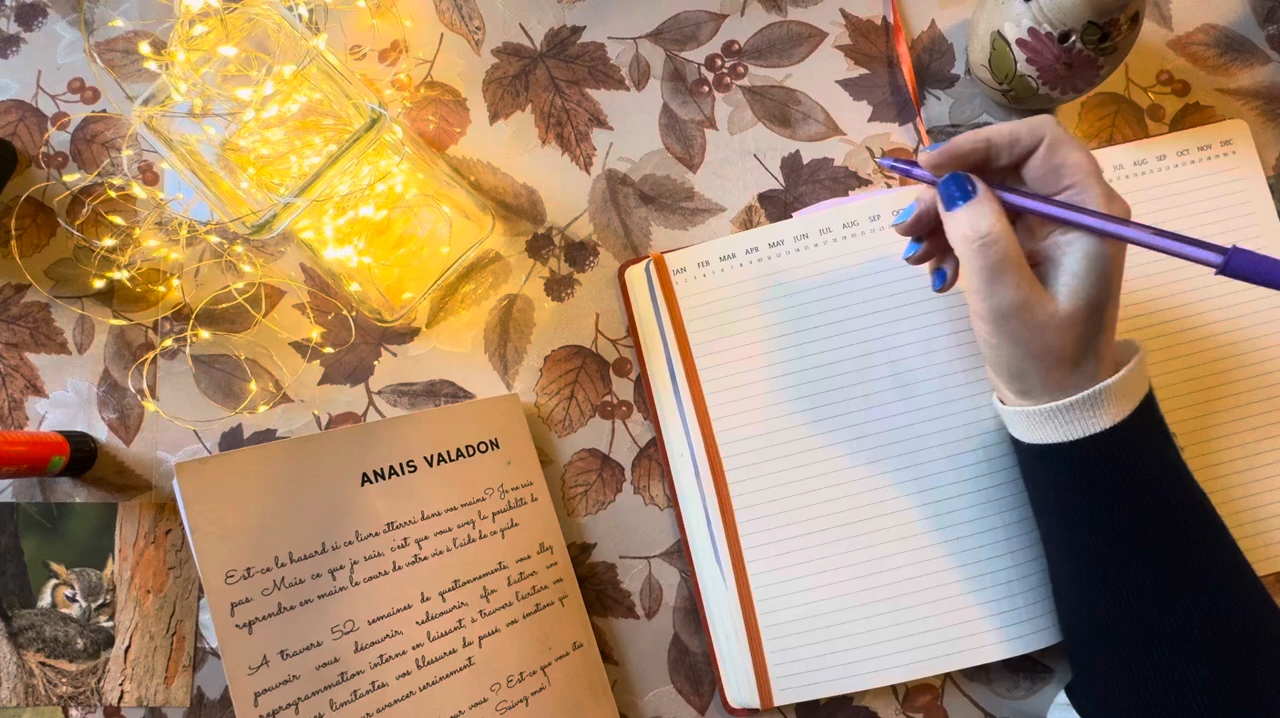 ANAIS VALADON
Est-ce le hasard si ce livre atterrri dans vos mains? Je ne sais
pas. Mais ce que je sais, c'est que vous avez la possibilité de
reprendre en main le cours de votre vie à l'aide de ce guide
A travers 52 semaines de questionnements, vous allez
pouvoir vous découvrir, redécouvrir, afin d'activer une
reprogrammation interne en laissant, à travers l'écriture, vos
limitantes, vos blessures du passé, vos émotions qui
avancer sereinement.
pour vous ? Est-ce que vous êtes
Suivez moi!
JAN FEB MAR APR MAY JUN JUL AUG SEP
JUL AUG SEP OCT NOV DEC